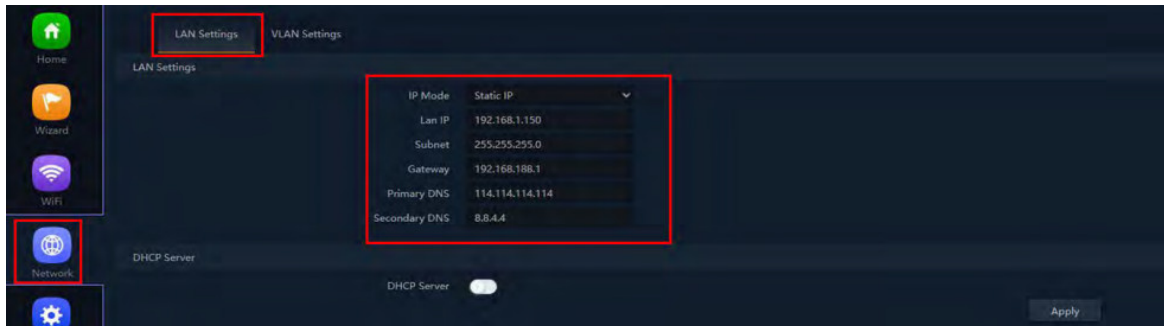 LAN Settings VLAN Settings
Home
LAN Settings
IP Mode Static IP
Lan IP 192.168.1.150
Wizard
Subnet 255.255.255.0
Gateway 192.168.188.1
Primary DNS 114.114.114.114
WiFi
Secondary DNS 8.8.4.4
DHCP Server
Network
DHCP Server
Apply